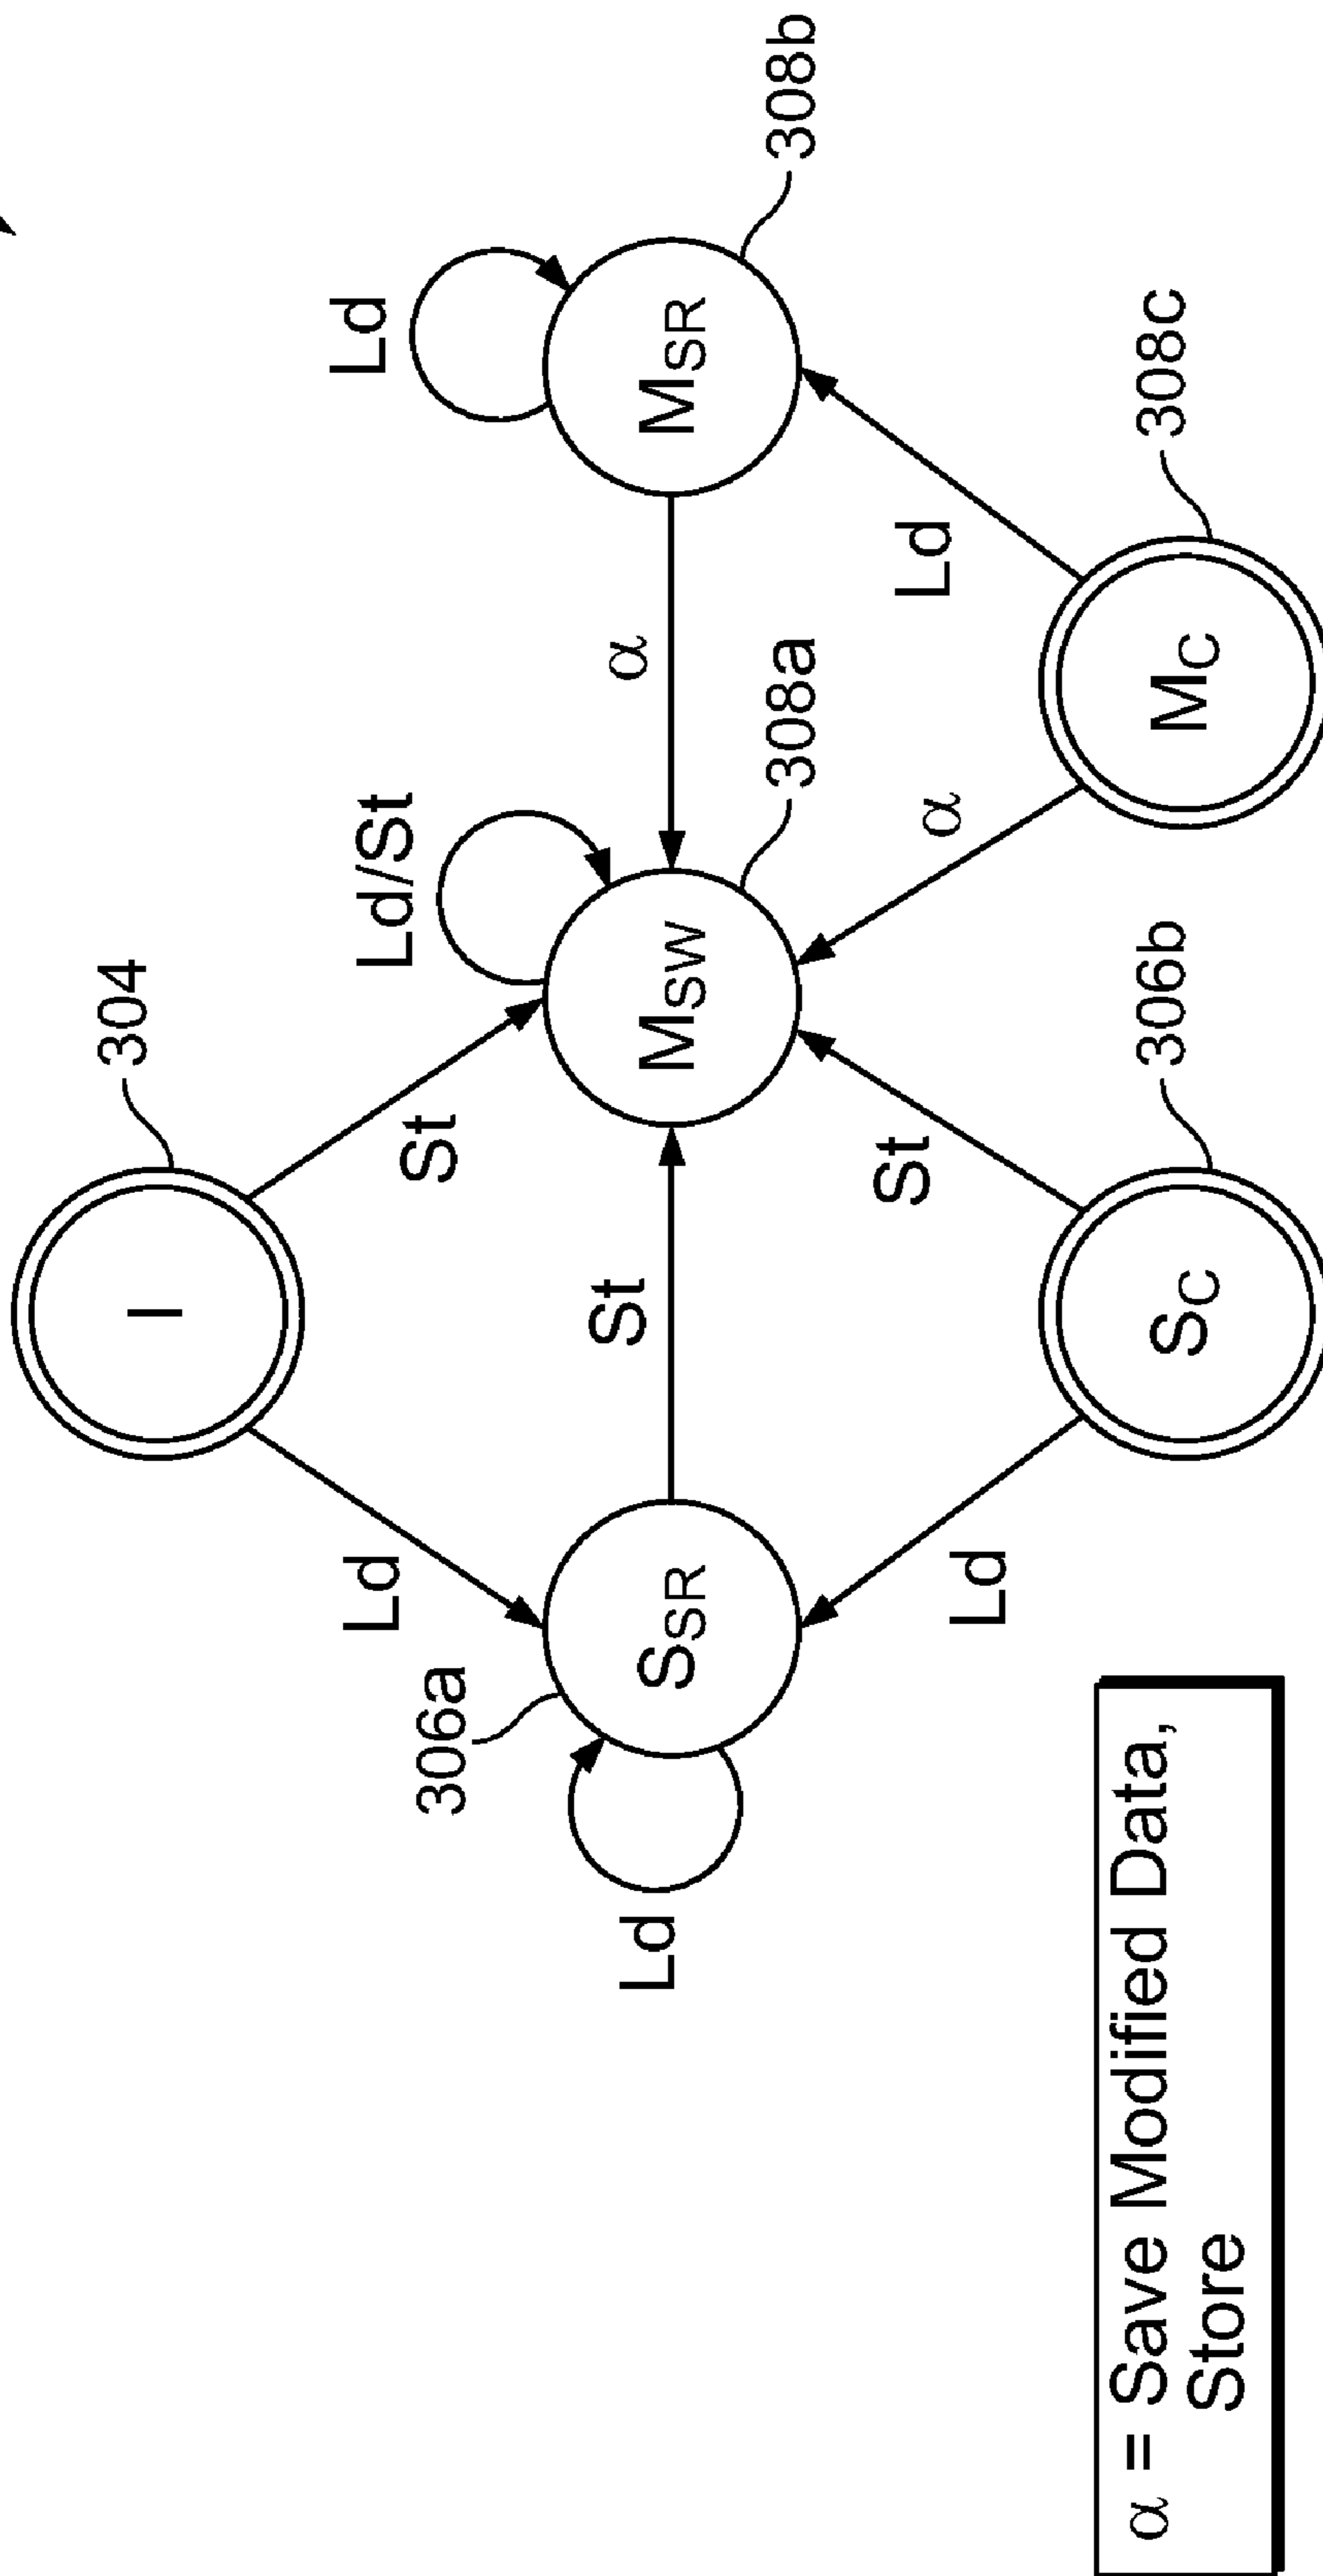 304
I
Ld
Ld
Ld/St
St
306a
St
α
Ld
SSR
MSW
MSR
308a
308b
St
Ld
α
Ld
306b
308c
SC
MC
α = Save Modified Data,
Store